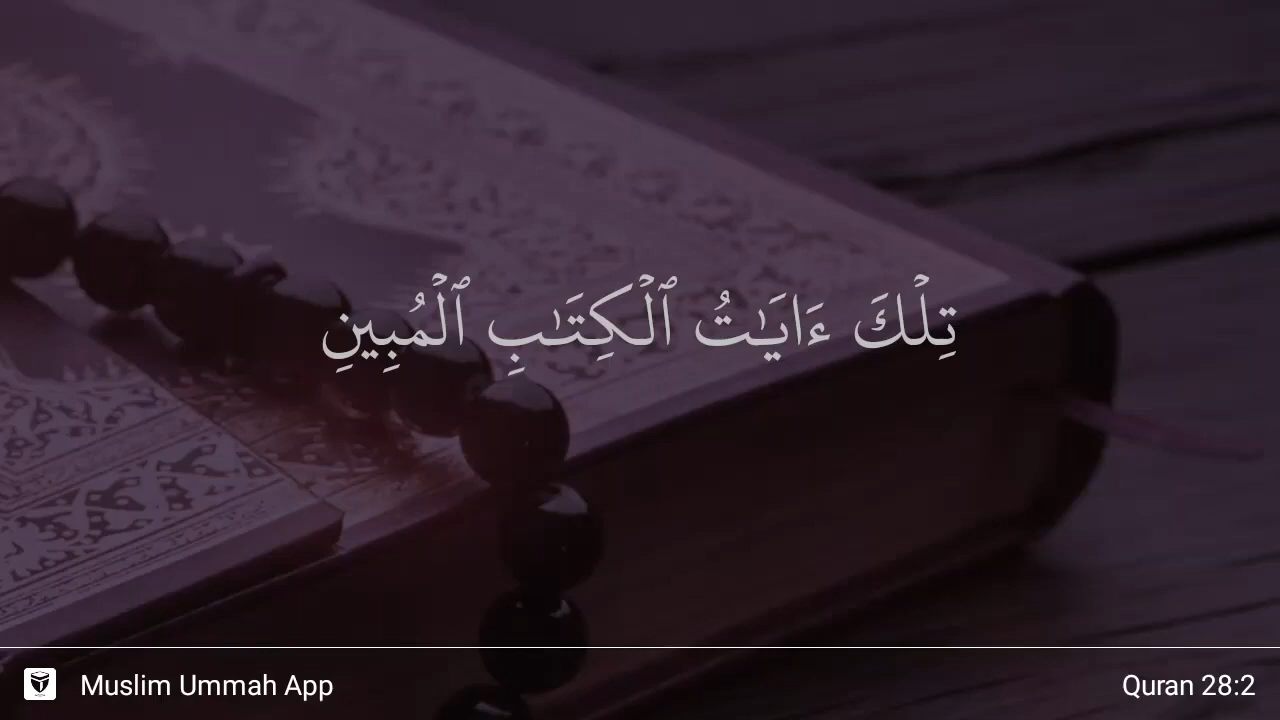 تِلْكَ ءَايَـٰتُ ٱلْكِتَـٰبِ ٱلْمُبِينِ
Muslim Ummah App
Quran 28:2